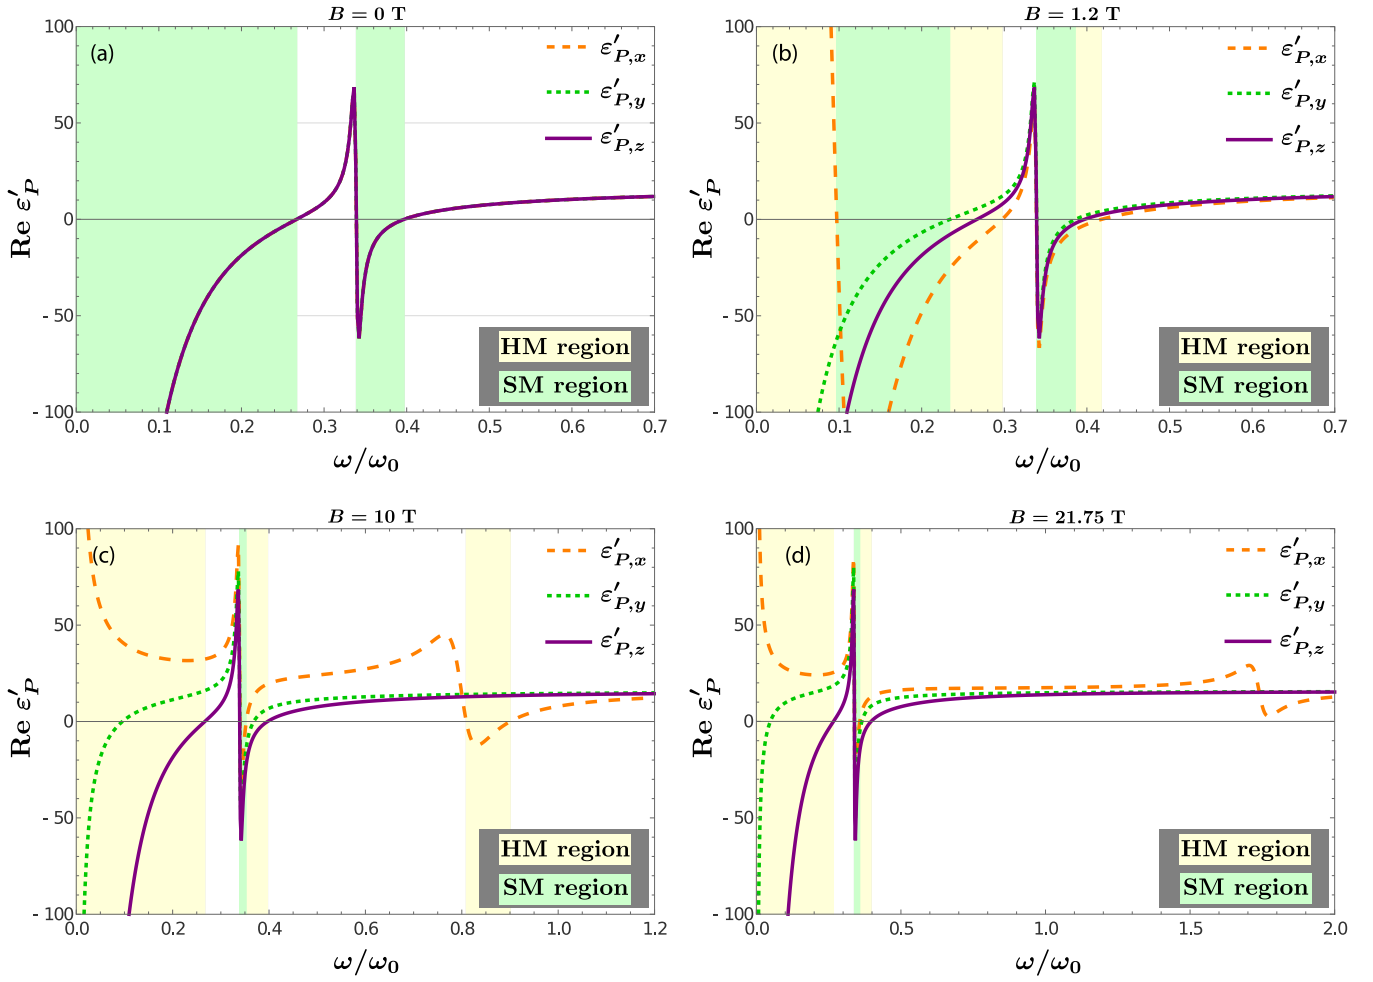 B = 0 T
(a)
ε′P,x
ε′P,y
ε′P,z
HM region
SM region
100
50
0
- 50
- 100
Re ε′P
0.0 0.1 0.2 0.3 0.4 0.5 0.6 0.7
ω/ω0
B = 1.2 T
(b)
ε′P,x
ε′P,y
ε′P,z
HM region
SM region
100
50
0
- 50
- 100
Re ε′P
0.0 0.1 0.2 0.3 0.4 0.5 0.6 0.7
ω/ω0
B = 10 T
(c)
ε′P,x
ε′P,y
ε′P,z
HM region
SM region
100
50
0
- 50
- 100
Re ε′P
0.0 0.2 0.4 0.6 0.8 1.0 1.2
ω/ω0
B = 21.75 T
(d)
ε′P,x
ε′P,y
ε′P,z
HM region
SM region
100
50
0
- 50
- 100
Re ε′P
0.0 0.5 1.0 1.5 2.0
ω/ω0